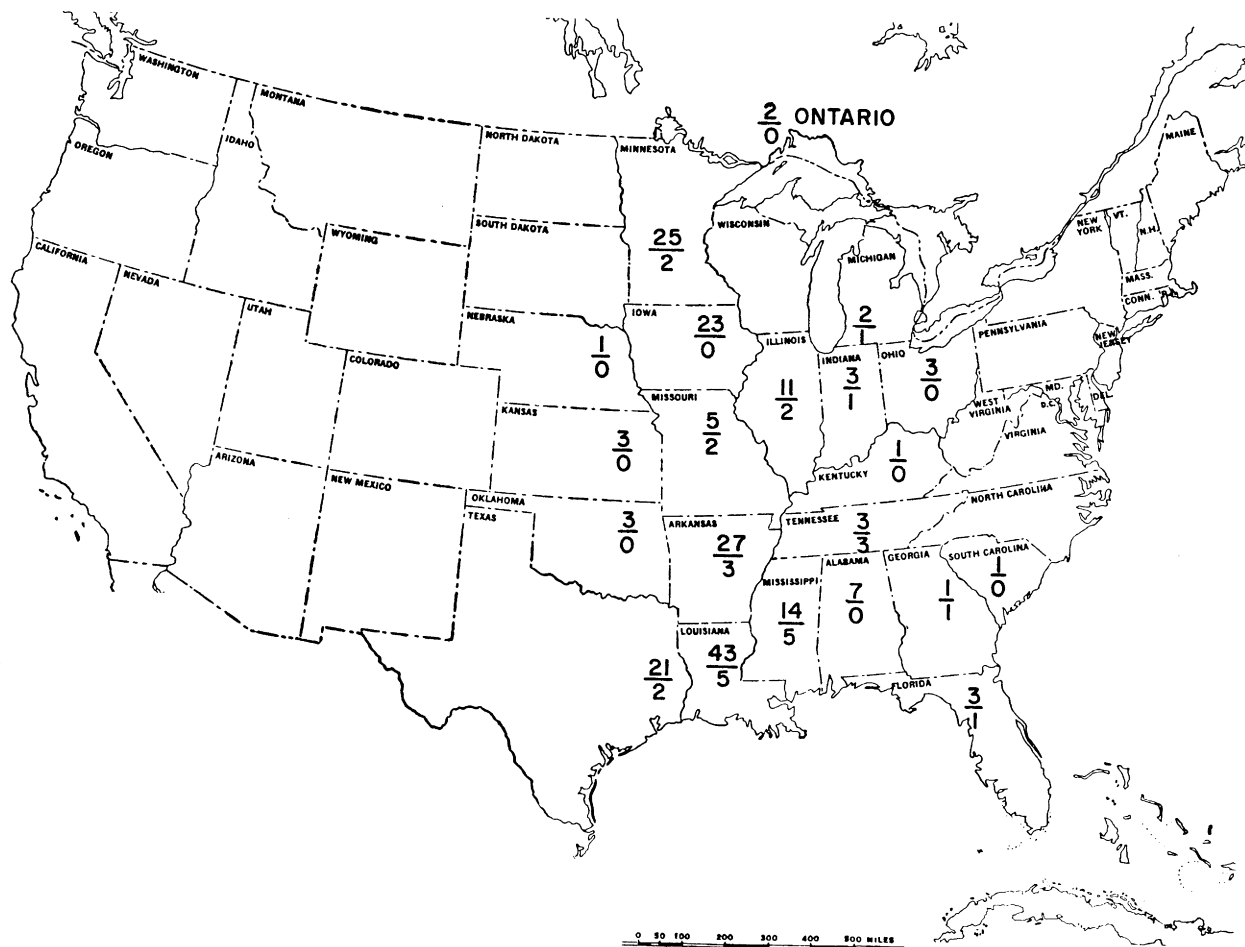 WASHINGTON
MONTANA
IDAHO
OREGON
NORTH DAKOTA
MINNESOTA
2
0 ONTARIO
MAINE
SOUTH DAKOTA
WISCONSIN
NEW
YORK
VT.
N.H.
WYOMING
25
2
MICHIGAN
CALIFORNIA
NEVADA
MASS.
CONN.
R.I.
UTAH
NEBRASKA
1
0
IOWA
23
0
ILLINOIS
11
2
2
1
INDIANA
3
1
OHIO
3
0
PENNSYLVANIA
NEW
JERSEY
COLORADO
MD.
D.C.
DEL.
WEST
VIRGINIA
VIRGINIA
KANSAS
3
0
MISSOURI
5
2
1
0
KENTUCKY
ARIZONA
NEW MEXICO
OKLAHOMA
3
0
TEXAS
NORTH CAROLINA
ARKANSAS
27
3
TENNESSEE
3
3
MISSISSIPPI
14
5
ALABAMA
7
0
GEORGIA
1
1
SOUTH CAROLINA
1
0
LOUISIANA
43
5
21
2
FLORIDA
3
1
0 50 100 200 300 400 500 MILES